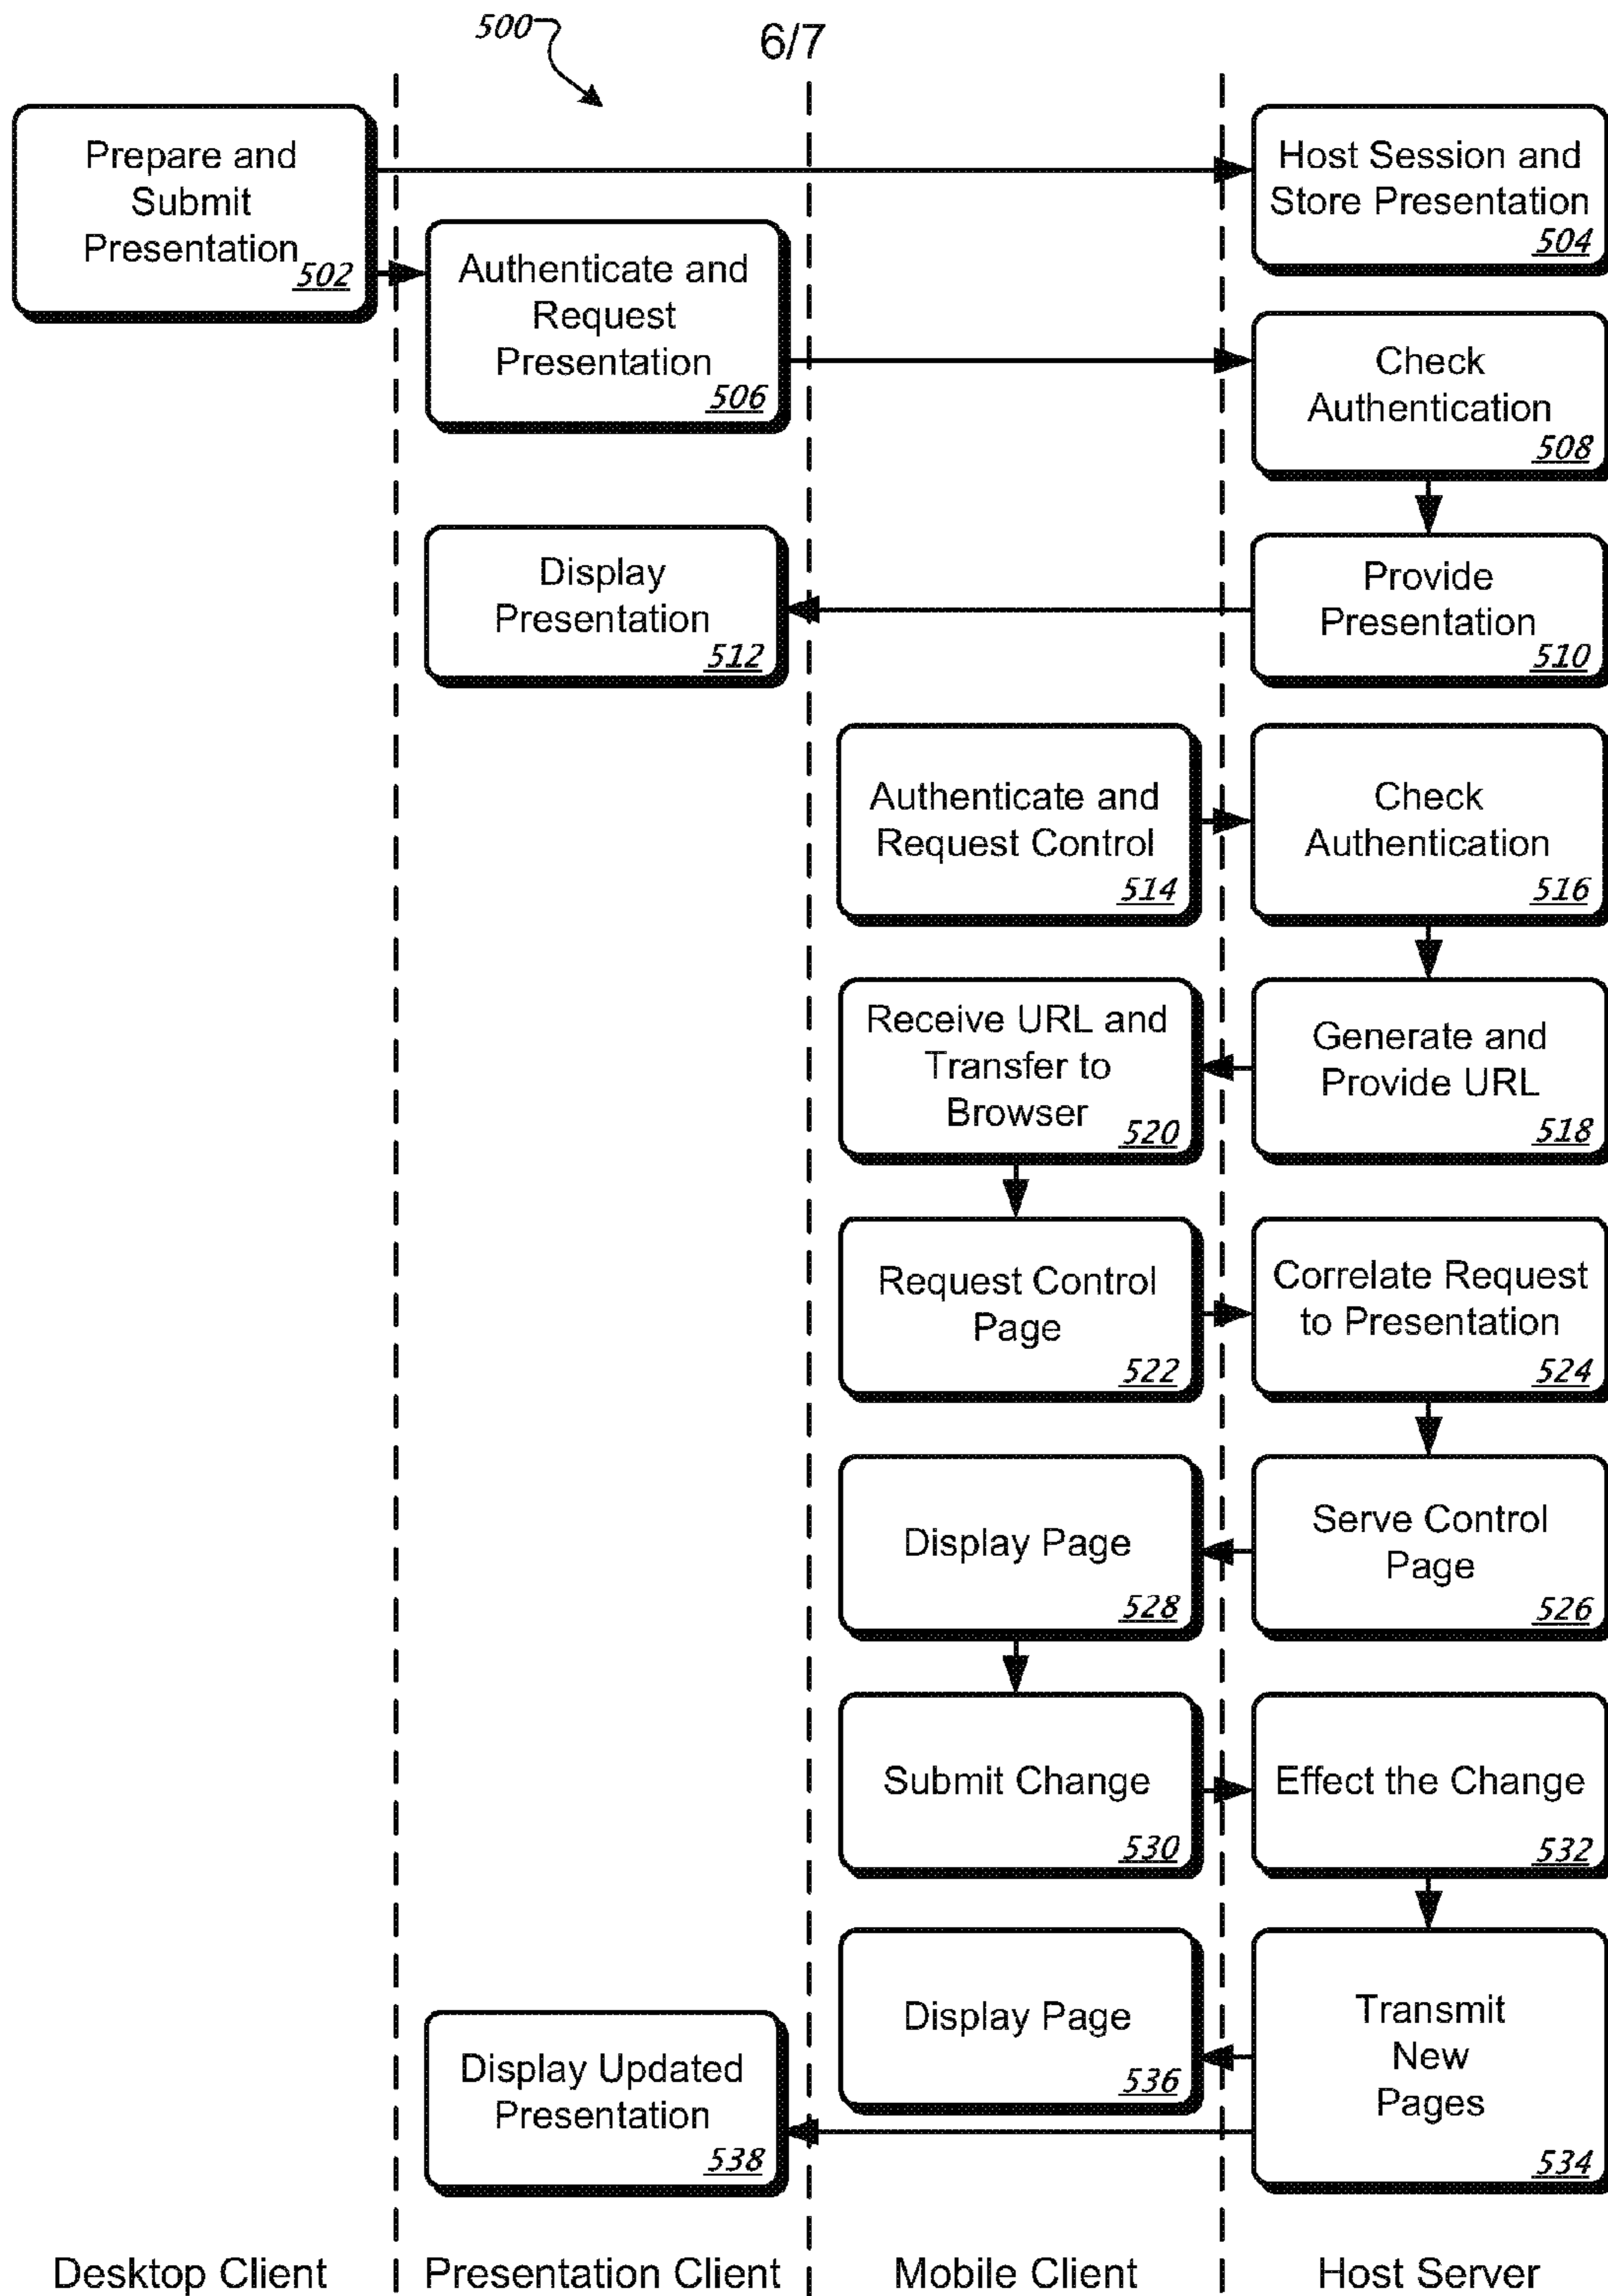 500
6/7
Prepare and
Submit
Presentation
502
Host Session and
Store Presentation
504
Authenticate and
Request
Presentation
506
Check
Authentication
508
Display
Presentation
512
Provide
Presentation
510
Authenticate and
Request Control
514
Check
Authentication
516
Receive URL and
Transfer to
Browser
520
Generate and
Provide URL
518
Request Control
Page
522
Correlate Request
to Presentation
524
Display Page
528
Serve Control
Page
526
Submit Change
530
Effect the Change
532
Display Page
536
Transmit
New
Pages
534
Display Updated
Presentation
538
Desktop Client
Presentation Client
Mobile Client
Host Server